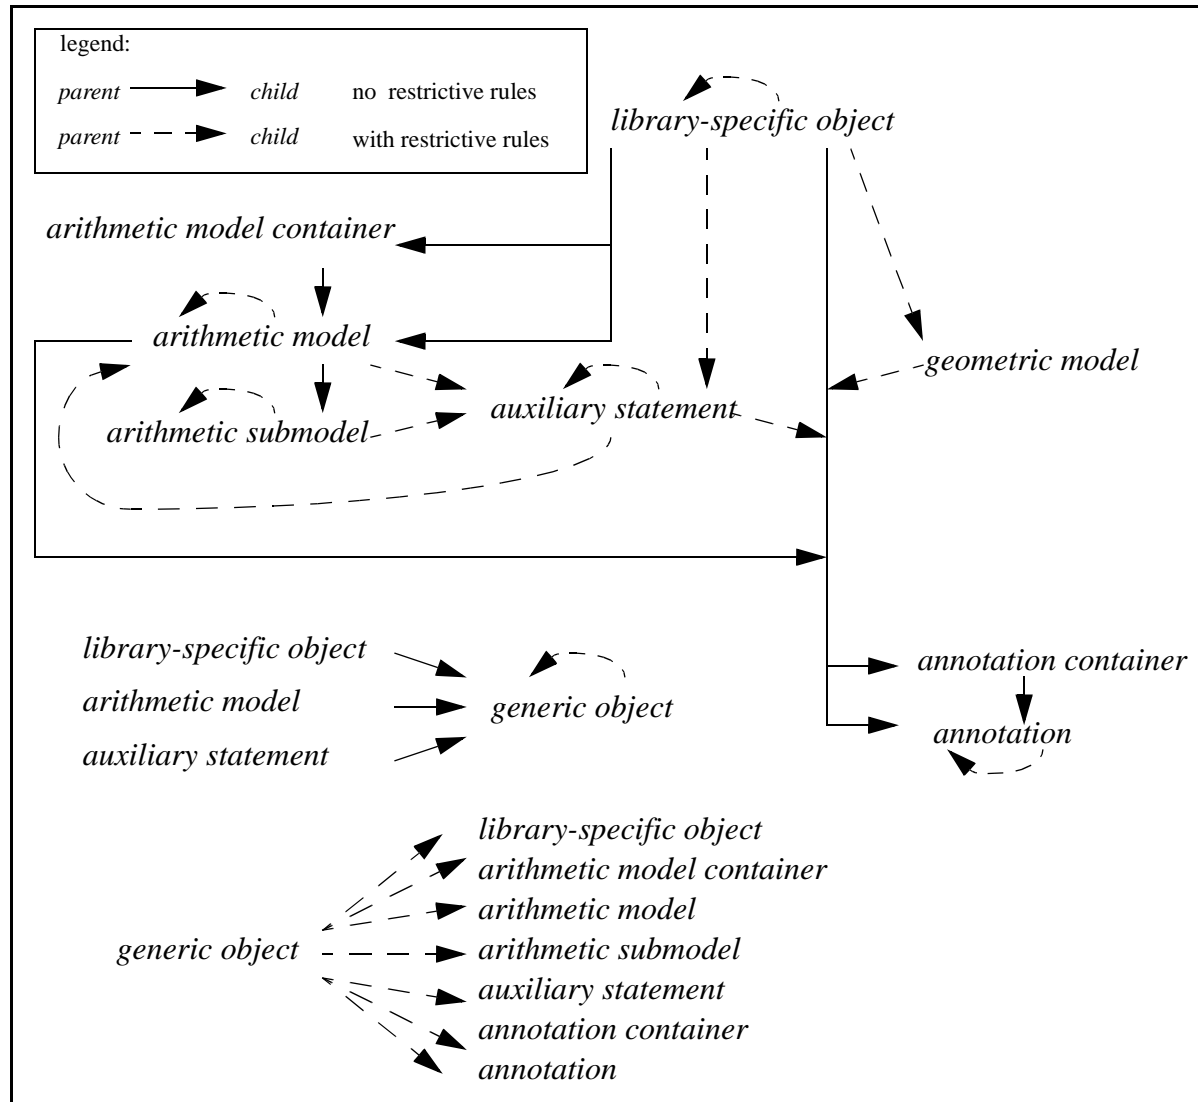 legend:
parent child no restrictive rules
parent child with restrictive rules
library-specific object
arithmetic model container
arithmetic model
geometric model
auxiliary statement
arithmetic submodel
library-specific object
arithmetic model
auxiliary statement
generic object
annotation container
annotation
generic object
library-specific object
arithmetic model container
arithmetic model
arithmetic submodel
auxiliary statement
annotation container
annotation